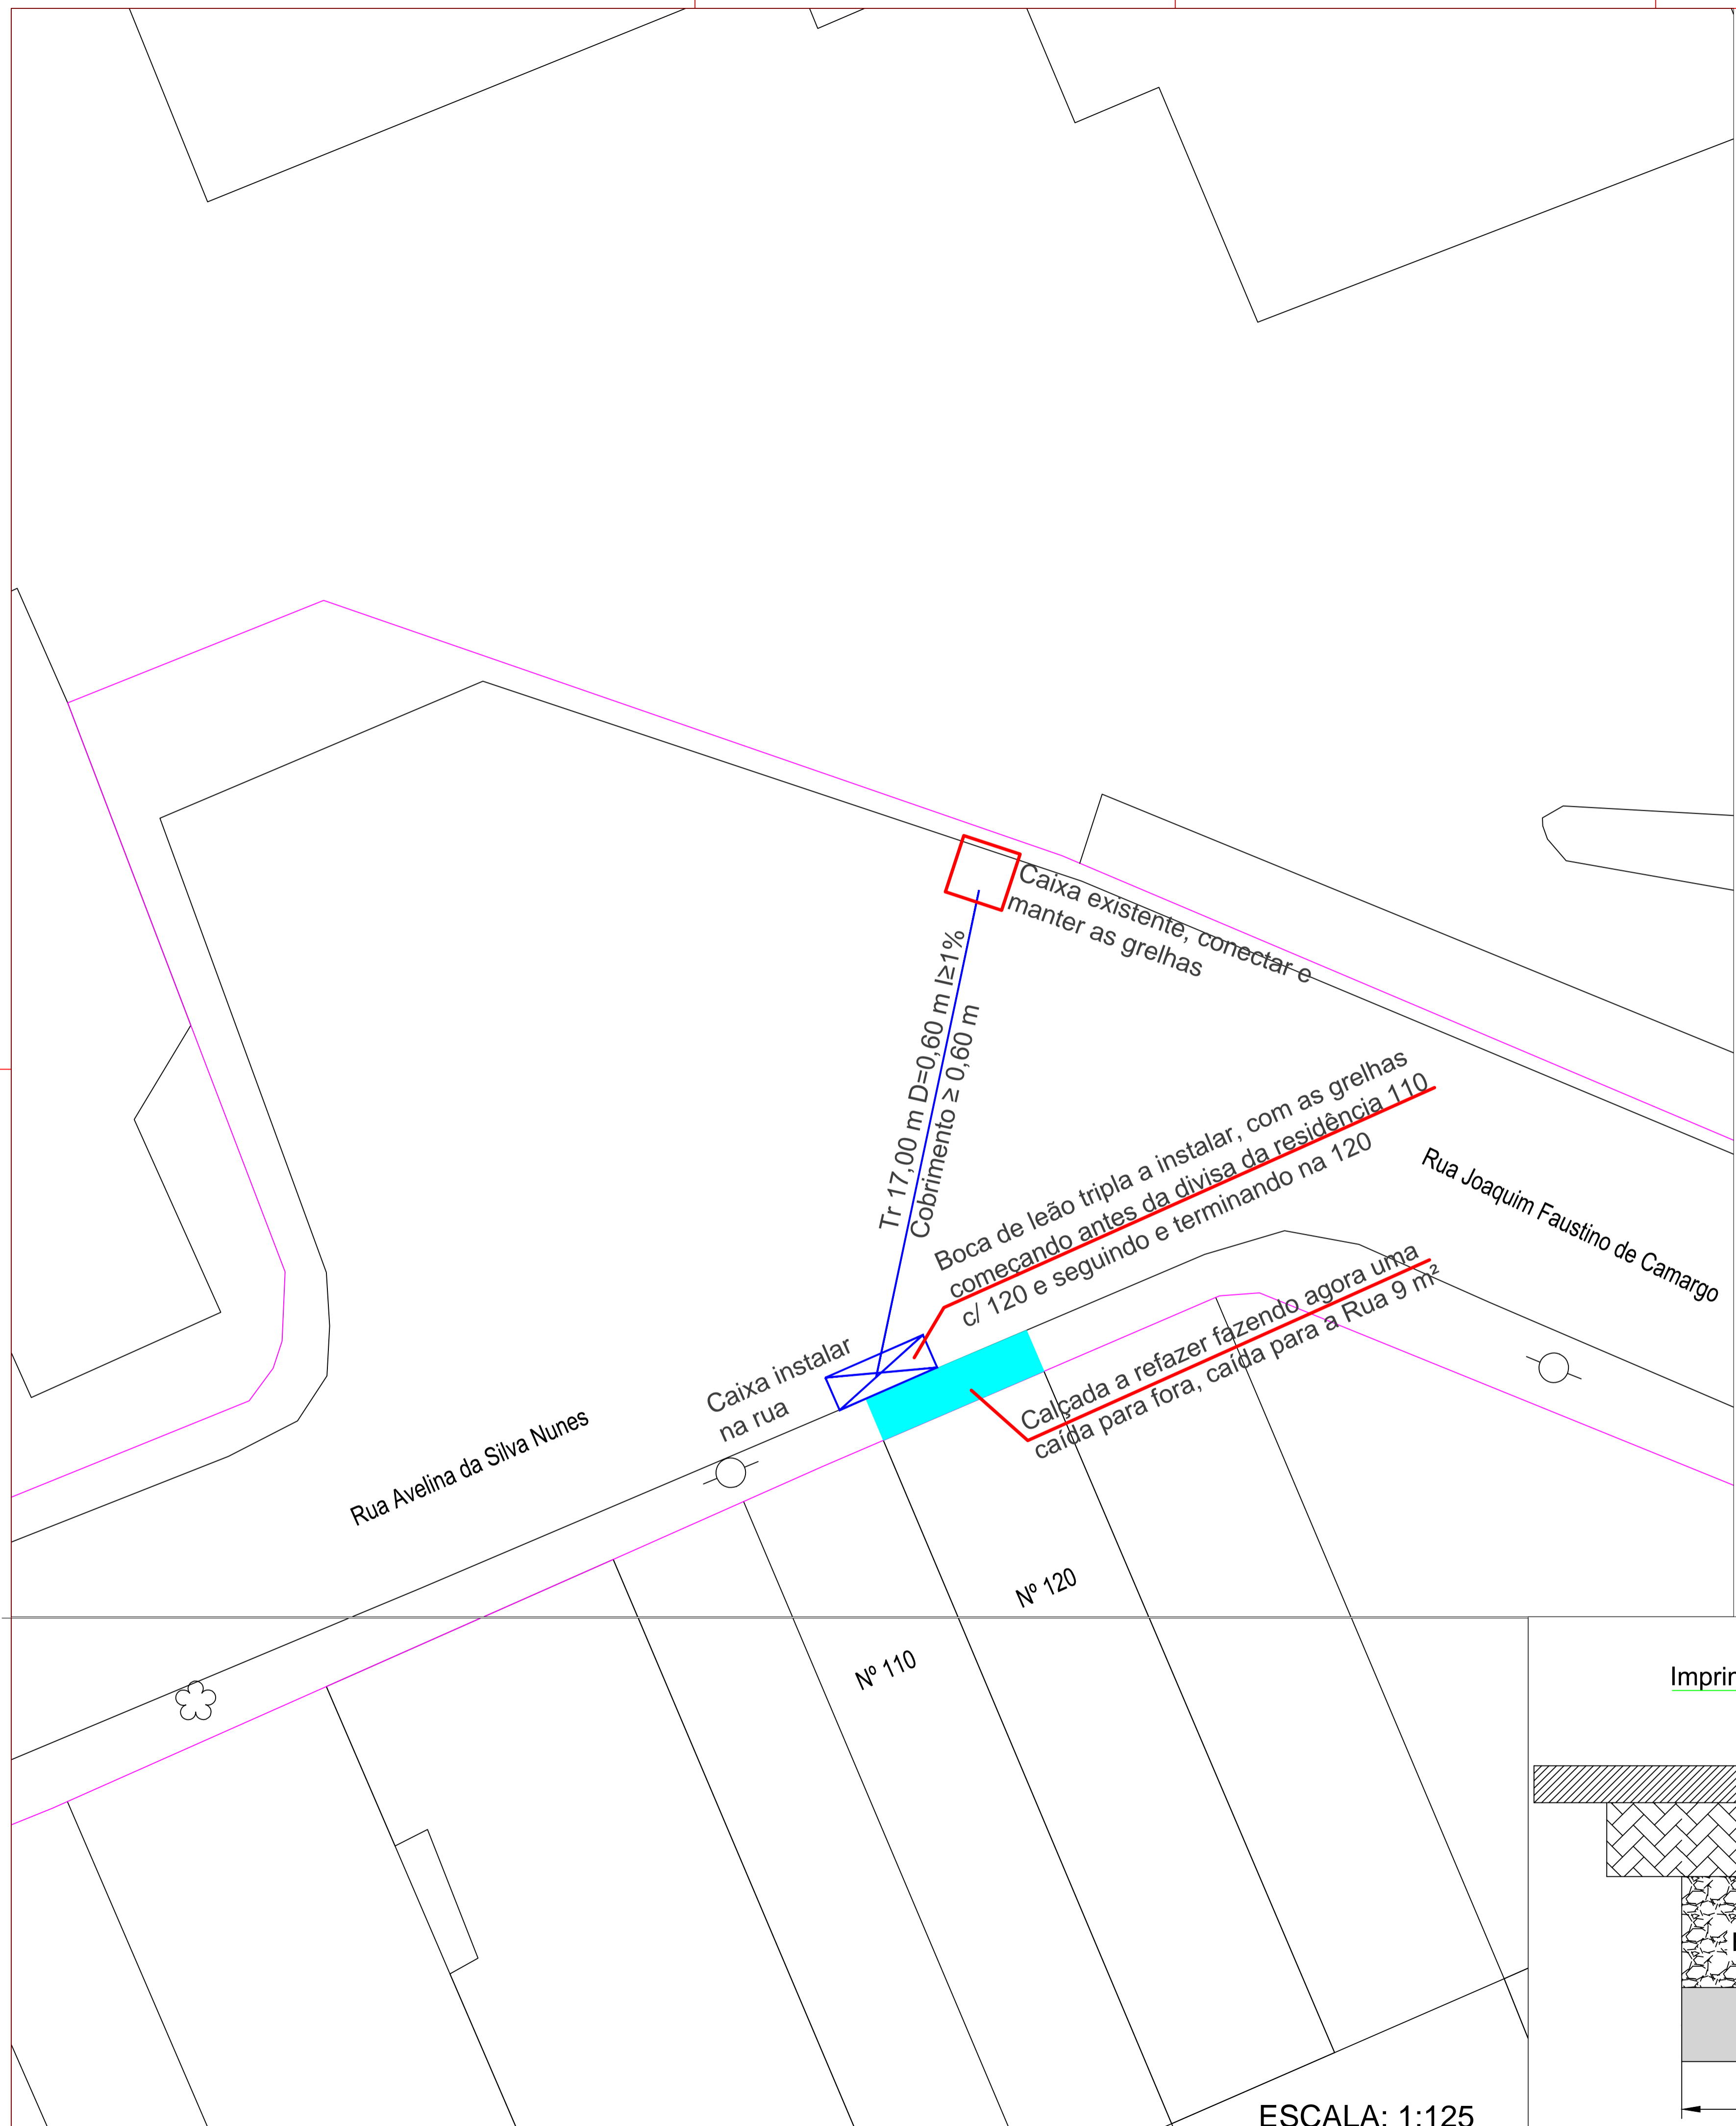 Caixa existente, conectar e
manter as grelhas
Tr 17,00 m D=0,60 m I≥1%
Cobrimento ≥ 0,60 m
Boca de leão tripla a instalar, com as grelhas
começando antes da divisa da residência 110
c/ 120 e seguindo e terminando na 120
Rua Joaquim Faustino de Camargo
Calçada a refazer fazendo agora uma
caída para fora, caída para a Rua 9 m²
Caixa instalar
na rua
Rua Avelina da Silva Nunes
Nº 120
Nº 110
ESCALA: 1:125